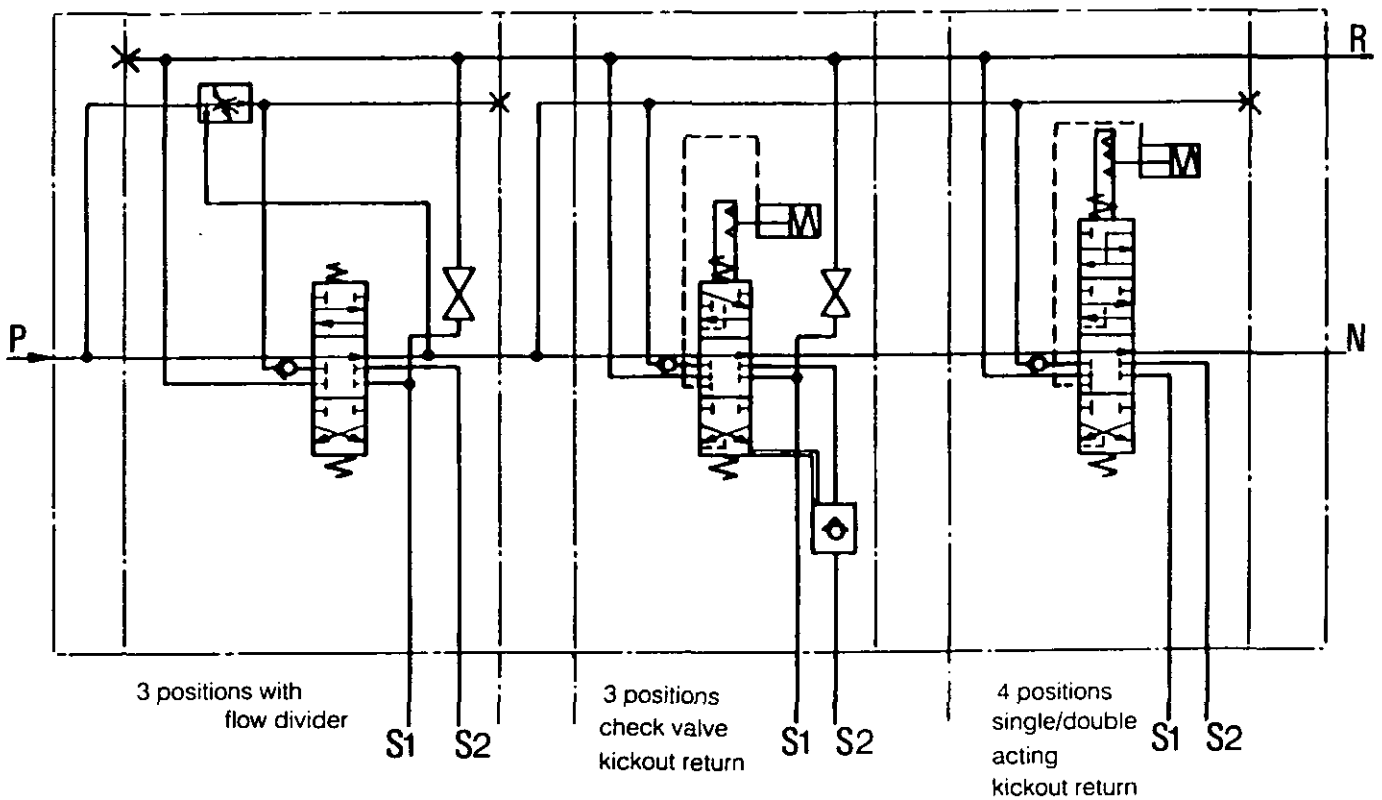 R
P
N
3 positions with
flow divider
S1 S2
3 positions
check valve
kickout return
S1 S2
4 positions
single/double
acting
kickout return
S1 S2